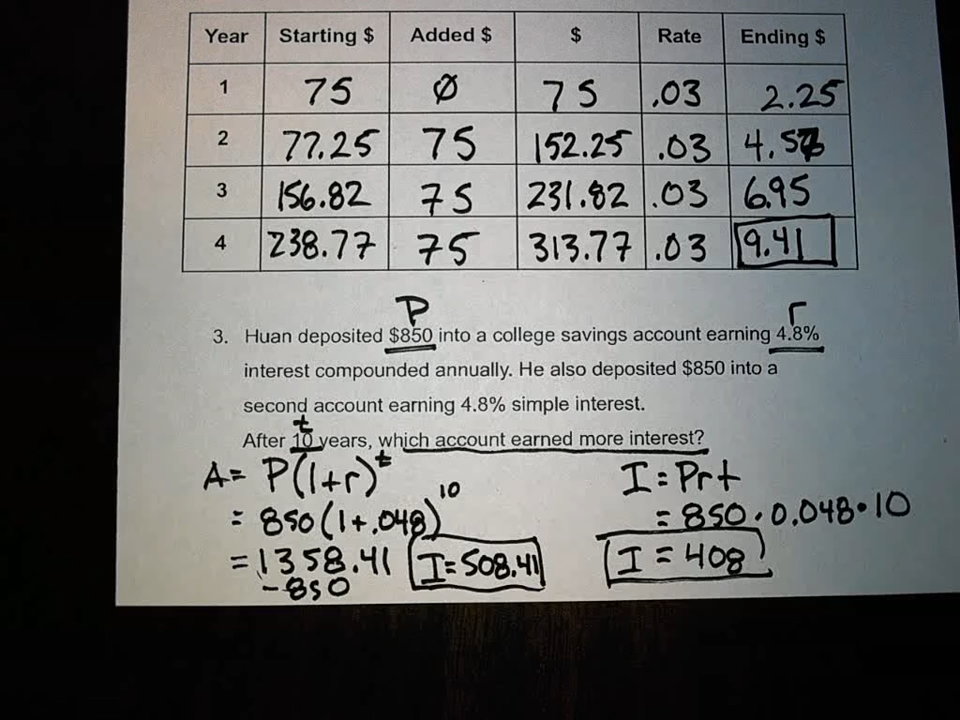 Year Starting $ Added $ $ Rate Ending $
1 75 Ø 75 .03 2.25
2 77.25 75 152.25 .03 4.57
3 156.82 75 231.82 .03 6.95
4 238.77 75 313.77 .03 9.41
P r
3. Huan deposited $850 into a college savings account earning 4.8%
interest compounded annually. He also deposited $850 into a
second account earning 4.8% simple interest.
t
After 10 years, which account earned more interest?
A = P(1+r)^t I = Prt
= 850(1+.048)^10 = 850 • 0.048 • 10
= 1358.41 I = 508.41 I = 408
- 850